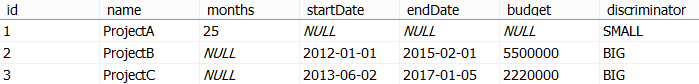 id name months startDate endDate budget discriminator
1 ProjectA 25 NULL NULL NULL SMALL
2 ProjectB NULL 2012-01-01 2015-02-01 5500000 BIG
3 ProjectC NULL 2013-06-02 2017-01-05 2220000 BIG